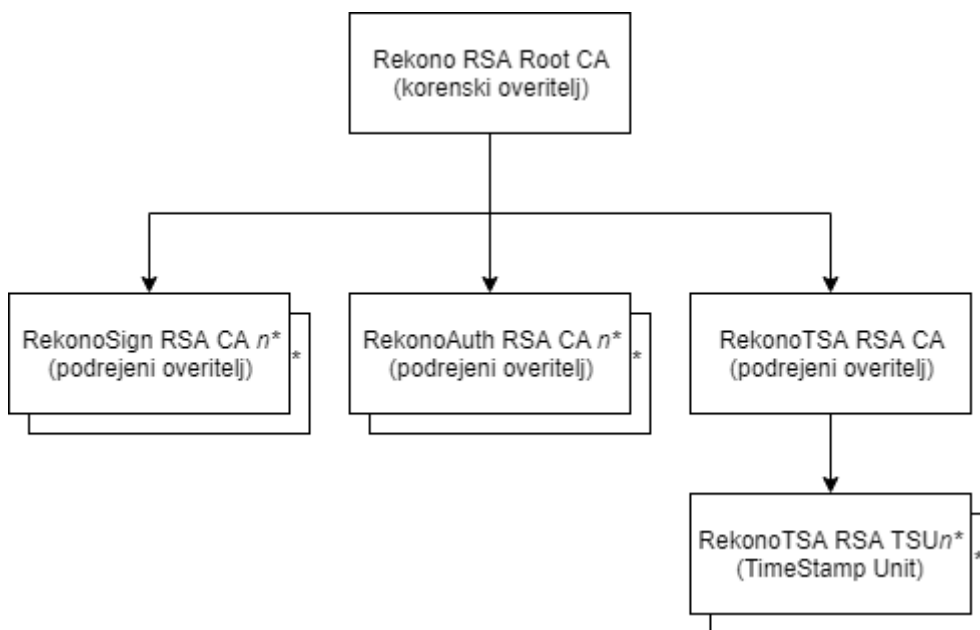 Rekono RSA Root CA
(korenski overitelj)
RekonoSign RSA CA n*
(podrejeni overitelj)
*
RekonoAuth RSA CA n*
(podrejeni overitelj)
*
RekonoTSA RSA CA
(podrejeni overitelj)
RekonoTSA RSA TSUn*
(TimeStamp Unit)
*